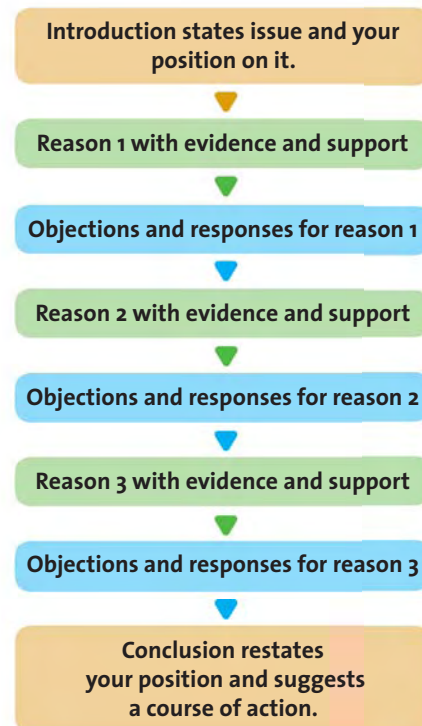 Introduction states issue and your
position on it.
Reason 1 with evidence and support
Objections and responses for reason 1
Reason 2 with evidence and support
Objections and responses for reason 2
Reason 3 with evidence and support
Objections and responses for reason 3
Conclusion restates
your position and suggests
a course of action.